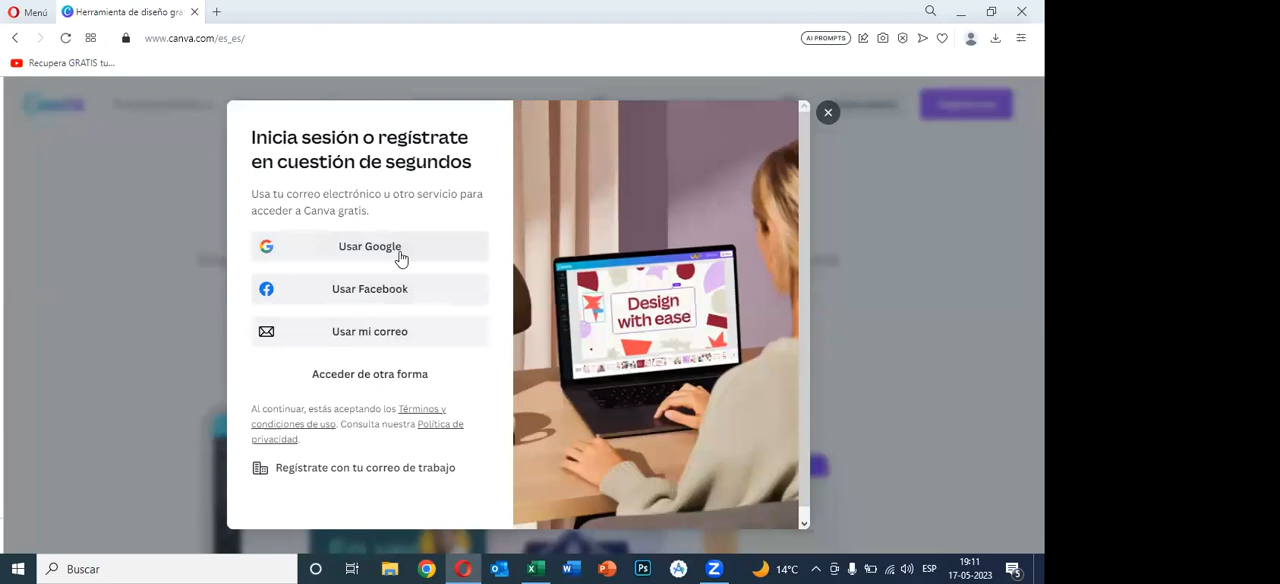 Menú
Herramienta de diseño gra
www.canva.com/es_es/
AI PROMPTS
Recupera GRATIS tu...
Inicia sesión o regístrate
en cuestión de segundos
Usa tu correo electrónico u otro servicio para
acceder a Canva gratis.
Usar Google
Usar Facebook
Usar mi correo
Acceder de otra forma
Al continuar, estás aceptando los Términos y
condiciones de uso. Consulta nuestra Política de
privacidad.
Regístrate con tu correo de trabajo
Design
with ease
Buscar
14°C
ESP
19:11
17-05-2023
5